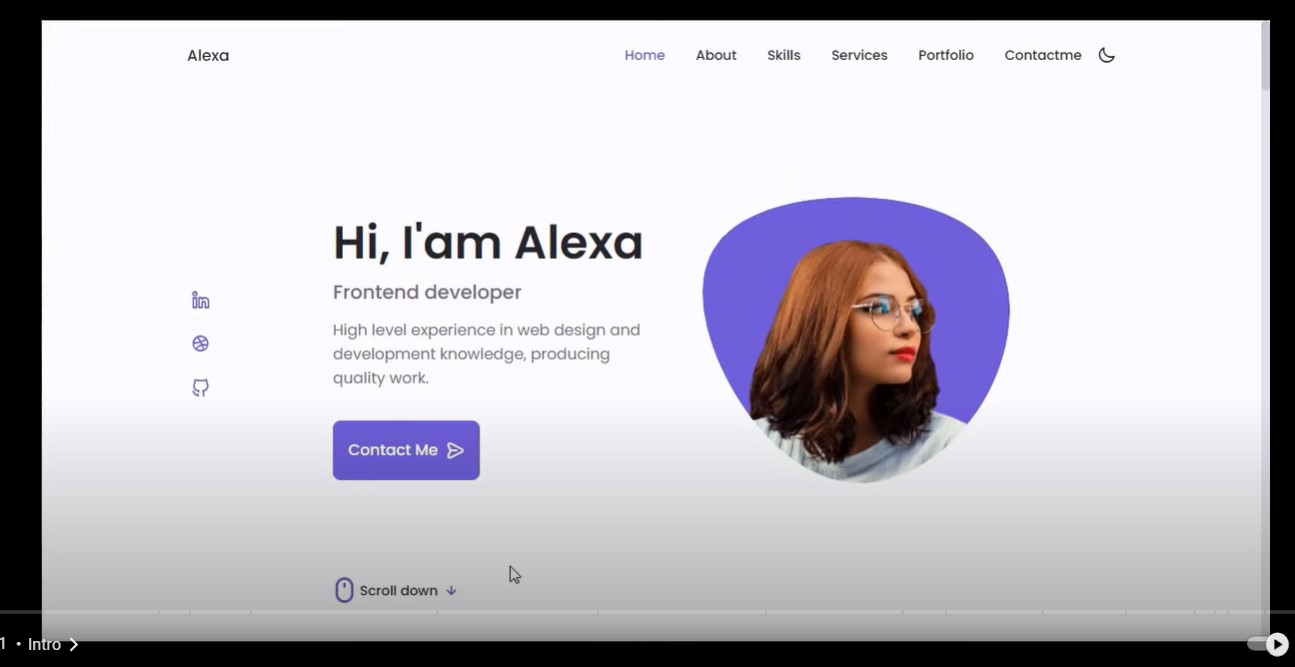 Alexa
Home About Skills Services Portfolio Contactme
Hi, I'am Alexa
Frontend developer
High level experience in web design and
development knowledge, producing
quality work.
Contact Me
Scroll down
1 • Intro